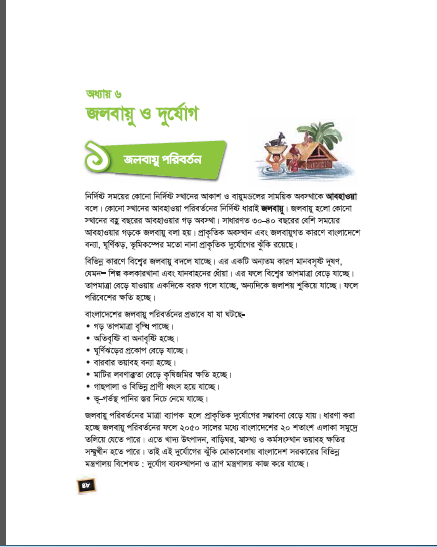 অধ্যায় ৬
জলবায়ু ও দুর্যোগ
১
জলবায়ু পরিবর্তন
নির্দিষ্ট সময়ের কোনো নির্দিষ্ট স্থানের আকাশ ও বায়ুমণ্ডলের সাময়িক অবস্থাকে আবহাওয়া
বলে। কোনো স্থানের আবহাওয়া পরিবর্তনের নির্দিষ্ট ধারাই জলবায়ু। জলবায়ু হলো কোনো
স্থানের বহু বছরের আবহাওয়ার গড় অবস্থা। সাধারণত ৩০-৪০ বছরের বেশি সময়ের
আবহাওয়ার গড়কে জলবায়ু বলা হয়। প্রাকৃতিক অবস্থান এবং জলবায়ুগত কারণে বাংলাদেশে
বন্যা, ঘূর্ণিঝড়, ভূমিকম্পের মতো নানা প্রাকৃতিক দুর্যোগের ঝুঁকি রয়েছে।
বিভিন্ন কারণে বিশ্বের জলবায়ু বদলে যাচ্ছে। এর একটি অন্যতম কারণ মানবসৃষ্ট দূষণ,
যেমন– শিল্প কলকারখানা এবং যানবাহনের ধোঁয়া। এর ফলে বিশ্বের তাপমাত্রা বেড়ে যাচ্ছে।
তাপমাত্রা বেড়ে যাওয়ায় একদিকে বরফ গলে যাচ্ছে, অন্যদিকে জলাশয় শুকিয়ে যাচ্ছে। ফলে
পরিবেশের ক্ষতি হচ্ছে।
বাংলাদেশের জলবায়ু পরিবর্তনের প্রভাবে যা যা ঘটছে-
• গড় তাপমাত্রা বৃদ্ধি পাচ্ছে।
• অতিবৃষ্টি বা অনাবৃষ্টি হচ্ছে।
• ঘূর্ণিঝড়ের প্রকোপ বেড়ে যাচ্ছে।
• বারবার ভয়াবহ বন্যা হচ্ছে।
• মাটির লবণাক্ততা বেড়ে কৃষিজমির ক্ষতি হচ্ছে।
• গাছপালা ও বিভিন্ন প্রাণী ধ্বংস হয়ে যাচ্ছে।
• ভূ-গর্ভস্থ পানির স্তর নিচে নেমে যাচ্ছে।
জলবায়ু পরিবর্তনের মাত্রা ব্যাপক হলে প্রাকৃতিক দুর্যোগের সম্ভাবনা বেড়ে যায়। ধারণা করা
হচ্ছে জলবায়ু পরিবর্তনের ফলে ২০৫০ সালের মধ্যে বাংলাদেশের ২০ শতাংশ এলাকা সমুদ্রে
তলিয়ে যেতে পারে। এতে খাদ্য উৎপাদন, বাড়িঘর, স্বাস্থ্য ও কর্মসংস্থান ভয়াবহ ক্ষতির
সম্মুখীন হতে পারে। তাই এই দুর্যোগের ঝুঁকি মোকাবেলায় বাংলাদেশ সরকারের বিভিন্ন
মন্ত্রণালয় বিশেষত : দুর্যোগ ব্যবস্থাপনা ও ত্রাণ মন্ত্রণালয় কাজ করে যাচ্ছে।
৪৮